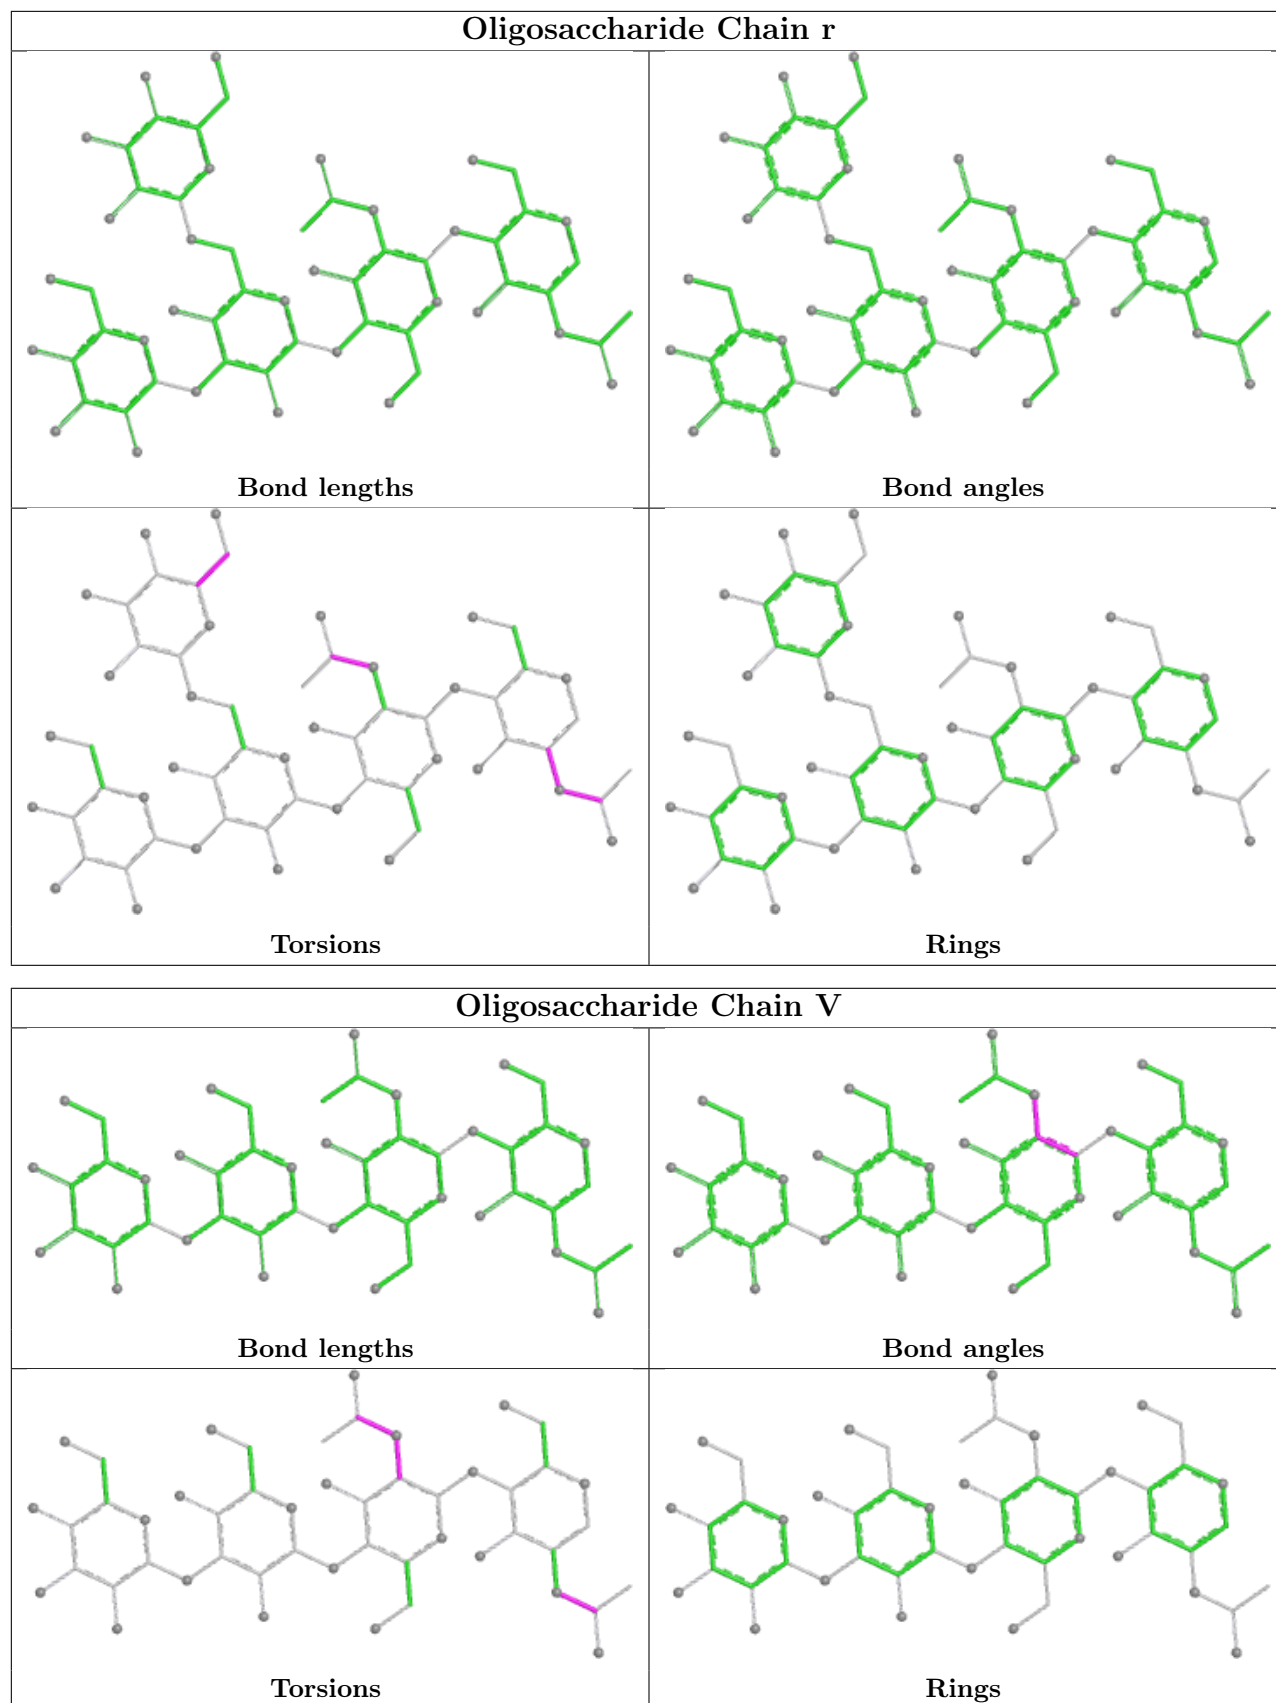 Oligosaccharide Chain r
Bond lengths
Bond angles
Torsions
Rings
Oligosaccharide Chain V
Bond lengths
Bond angles
Torsions
Rings